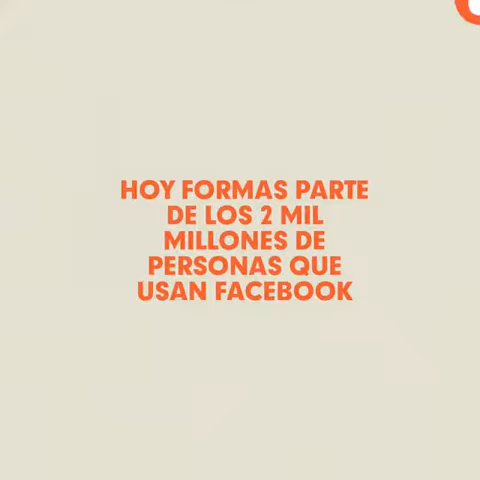 HOY FORMAS PARTE
DE LOS 2 MIL
MILLONES DE
PERSONAS QUE
USAN FACEBOOK